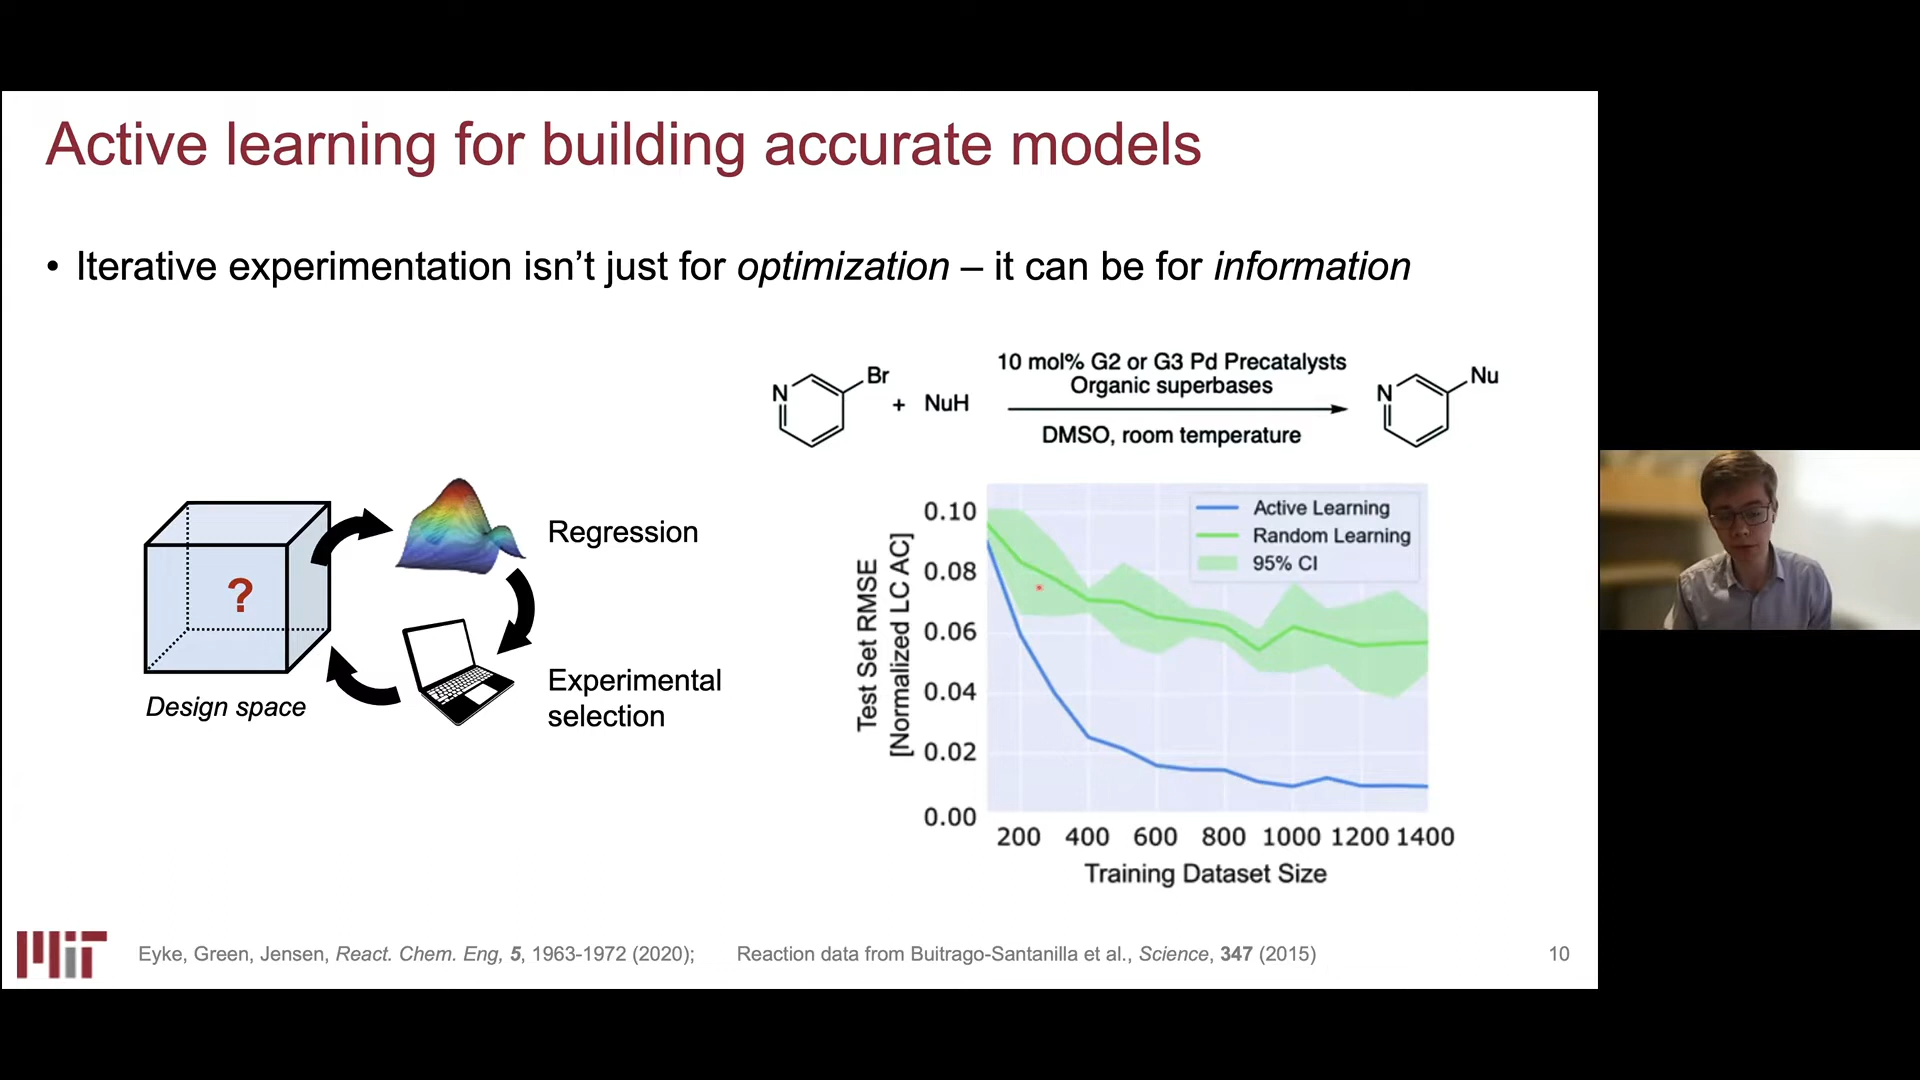 Active learning for building accurate models
• Iterative experimentation isn’t just for optimization – it can be for information
N
Br
+ NuH
10 mol% G2 or G3 Pd Precatalysts
Organic superbases
DMSO, room temperature
N
Nu
?
Design space
Regression
Experimental
selection
Test Set RMSE
[Normalized LC AC]
0.10
0.08
0.06
0.04
0.02
0.00
Active Learning
Random Learning
95% CI
200 400 600 800 1000 1200 1400
Training Dataset Size
MIT
Eyke, Green, Jensen, React. Chem. Eng, 5, 1963-1972 (2020); Reaction data from Buitrago-Santanilla et al., Science, 347 (2015)
10